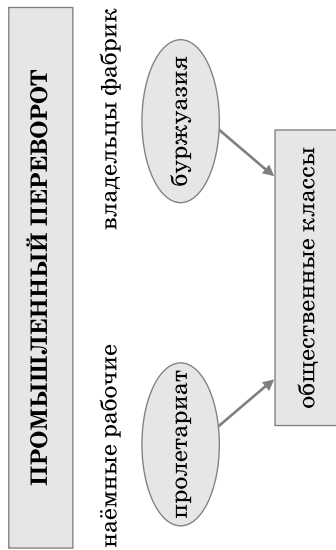 ПРОМЫШЛЕННЫЙ ПЕРЕВОРОТ
наёмные рабочие
владельцы фабрик
пролетариат
буржуазия
общественные классы